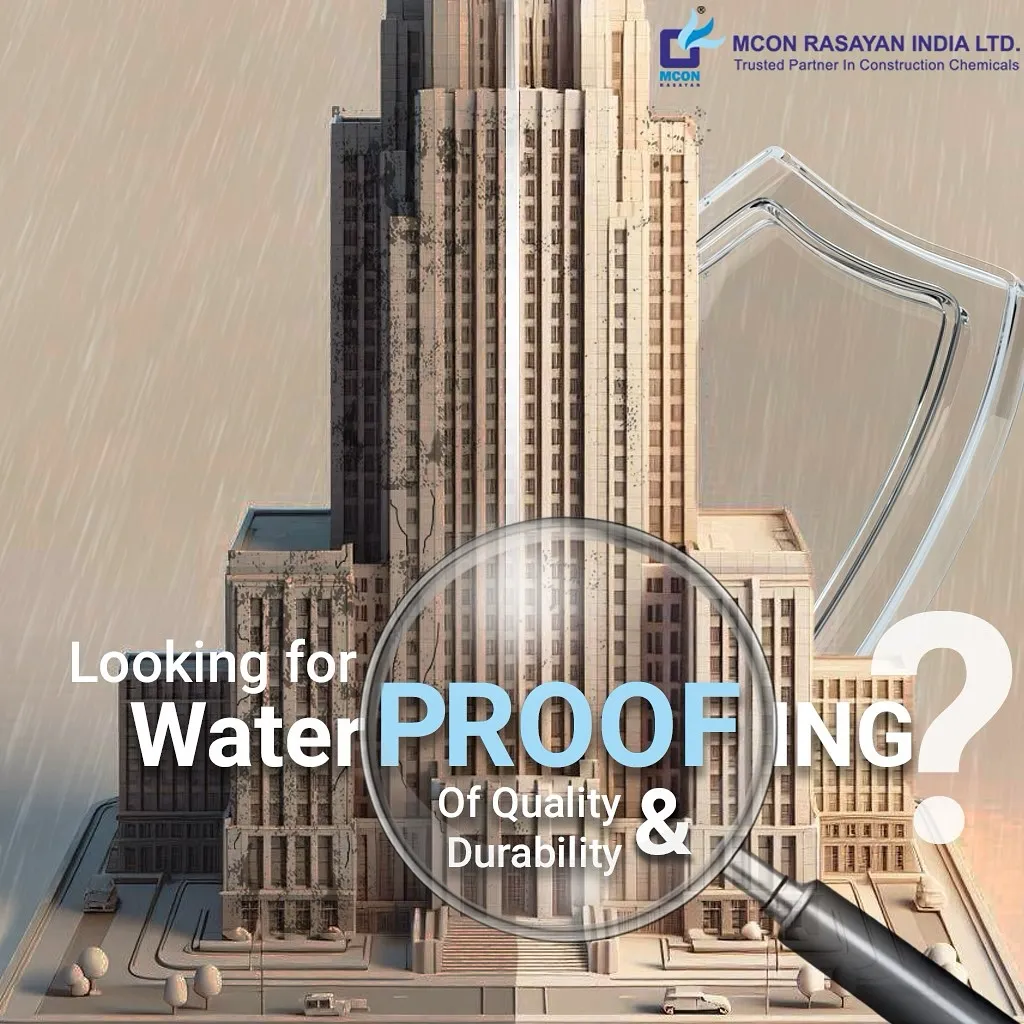 ®
MCON RASAYAN INDIA LTD.
Trusted Partner In Construction Chemicals
MCON
RASAYAN
Looking for
WaterPROOFING?
Of Quality &
Durability